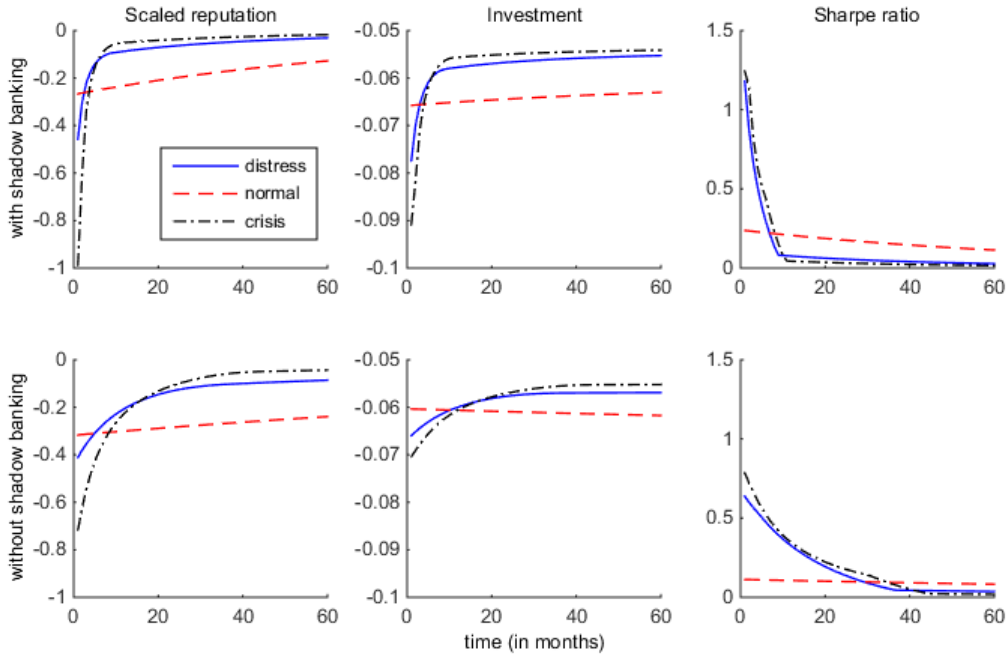 Scaled reputation
Investment
Sharpe ratio
with shadow banking
0
-0.2
-0.4
-0.6
-0.8
-1
0 20 40 60
distress
normal
crisis
-0.05
-0.06
-0.07
-0.08
-0.09
-0.1
0 20 40 60
1.5
1
0.5
0
0 20 40 60
without shadow banking
0
-0.2
-0.4
-0.6
-0.8
-1
0 20 40 60
-0.05
-0.06
-0.07
-0.08
-0.09
-0.1
0 20 40 60
time (in months)
1.5
1
0.5
0
0 20 40 60